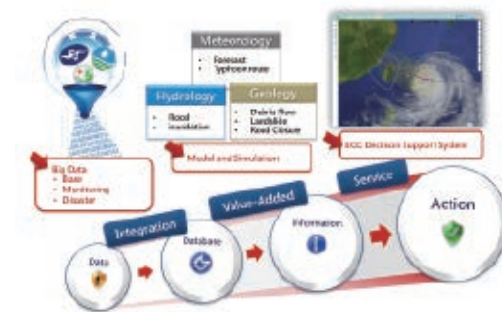 Meteorology
• Forecast
• Typhoon route
Hydrology
• Flood
• Inundation
Geology
• Debris flow
• Landslide
• Road Closure
Big Data
• Base
• Monitoring
• Disaster
Model and Simulation
Decision Support System
Integration
Value-Added
Service
Data
Database
Information
Action